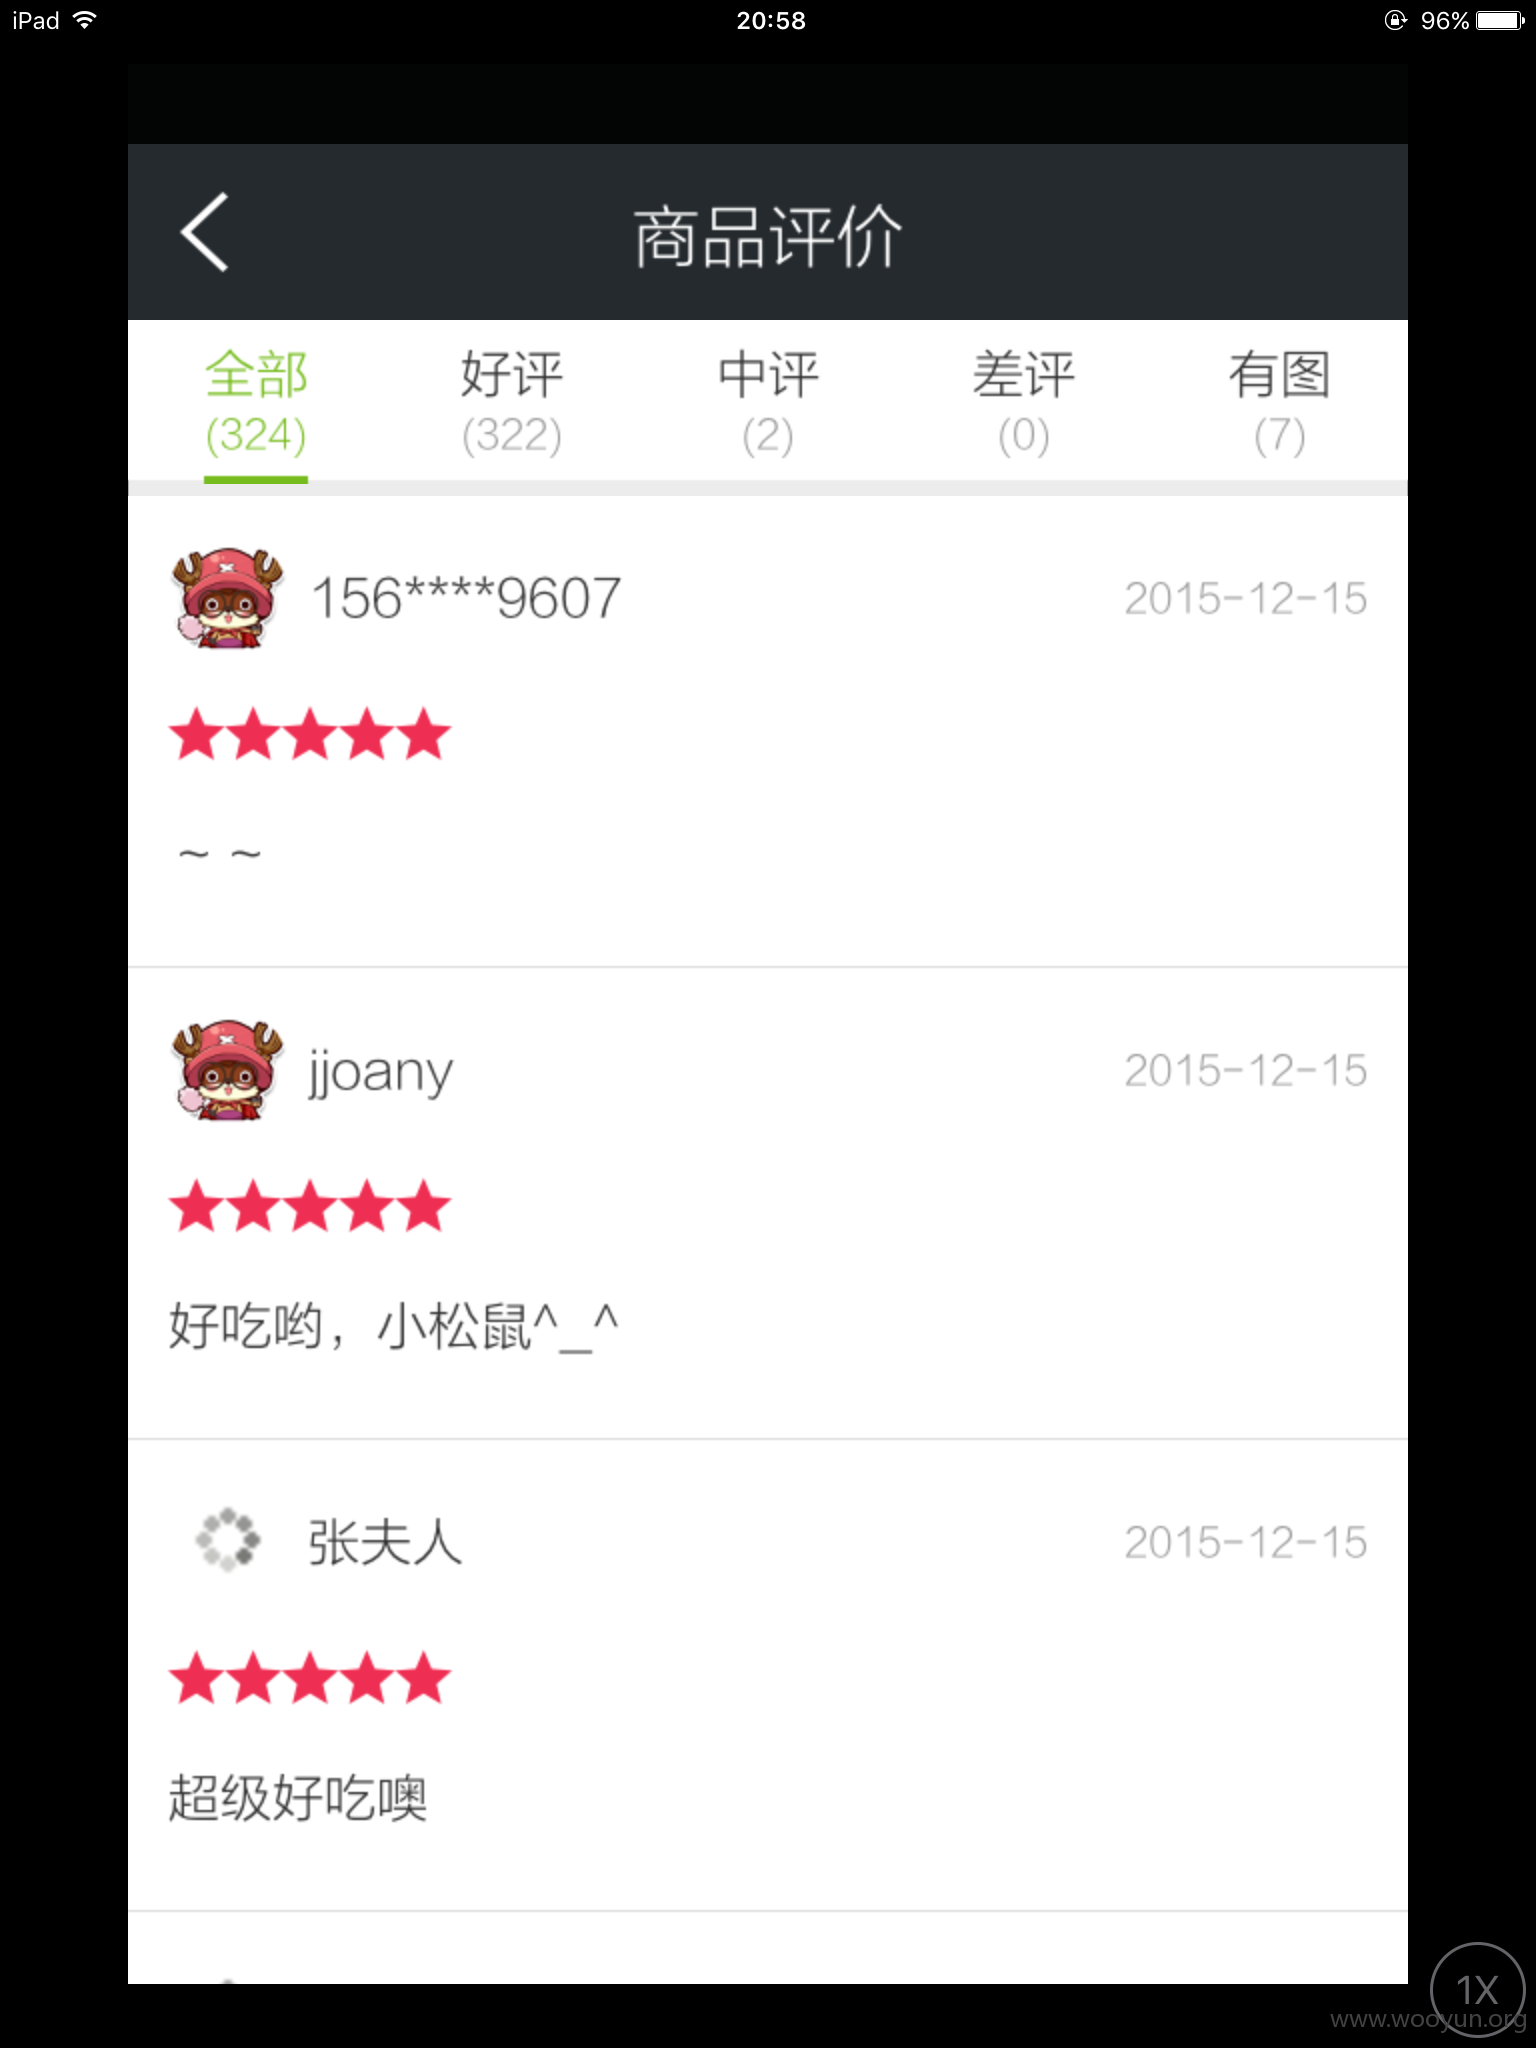 iPad
20:58
96%
商品评价
全部
(324)
好评
(322)
中评
(2)
差评
(0)
有图
(7)
156****9607
2015-12-15
~ ~
jjoany
2015-12-15
好吃哟，小松鼠^_^
张夫人
2015-12-15
超级好吃噢
1X
www.wooyun.org